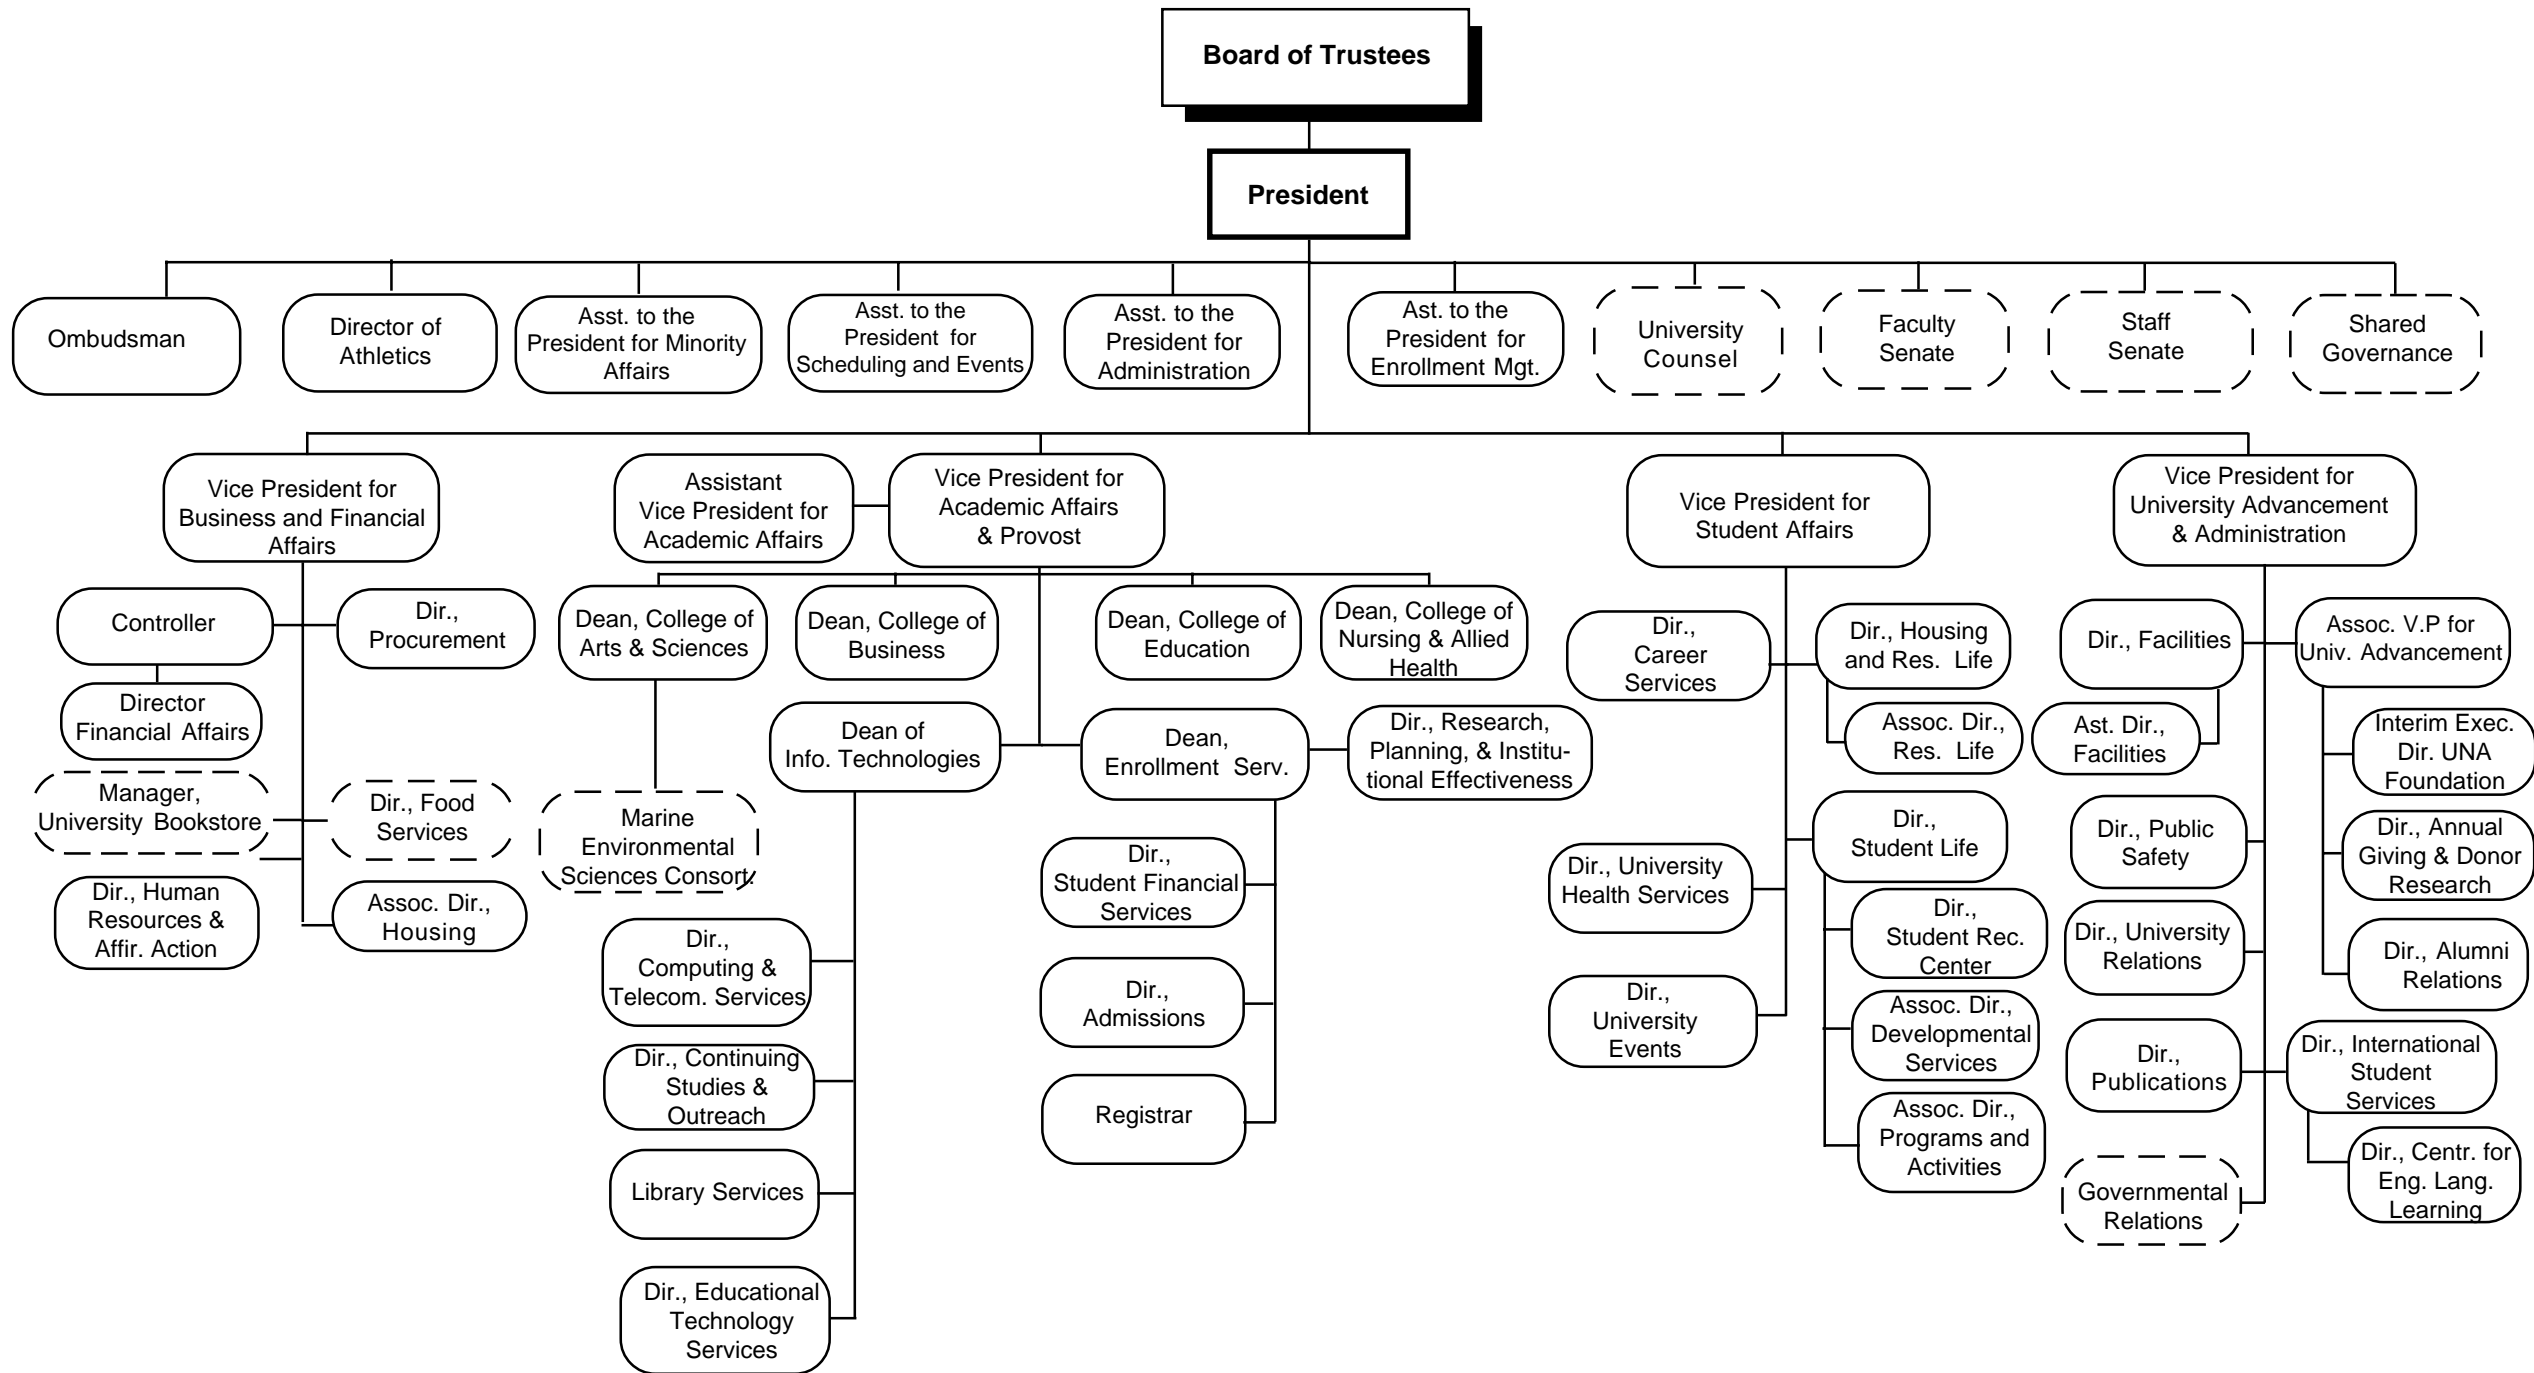 Board of Trustees
President
Ombudsman
Director of
Athletics
Asst. to the
President for Minority
Affairs
Asst. to the
President for
Scheduling and Events
Asst. to the
President for
Administration
Ast. to the
President for
Enrollment Mgt.
University
Counsel
Faculty
Senate
Staff
Senate
Shared
Governance
Vice President for
Business and Financial
Affairs
Assistant
Vice President for
Academic Affairs
Vice President for
Academic Affairs
& Provost
Vice President for
Student Affairs
Vice President for
University Advancement
& Administration
Controller
Dir.,
Procurement
Director
Financial Affairs
Manager,
University Bookstore
Dir., Food
Services
Dir., Human
Resources &
Affir. Action
Assoc. Dir.,
Housing
Dean, College of
Arts & Sciences
Dean, College of
Business
Dean, College of
Education
Dean, College of
Nursing & Allied
Health
Marine
Environmental
Sciences Consort.
Dean of
Info. Technologies
Dean,
Enrollment Serv.
Dir., Research,
Planning, & Institu-
tional Effectiveness
Dir.,
Computing &
Telecom. Services
Dir., Continuing
Studies &
Outreach
Library Services
Dir., Educational
Technology
Services
Dir.,
Student Financial
Services
Dir.,
Admissions
Registrar
Dir.,
Career
Services
Dir., Housing
and Res. Life
Assoc. Dir.,
Res. Life
Dir.,
Student Life
Dir., University
Health Services
Dir.,
Student Rec.
Center
Dir.,
University
Events
Assoc. Dir.,
Developmental
Services
Assoc. Dir.,
Programs and
Activities
Dir., Facilities
Assoc. V.P for
Univ. Advancement
Ast. Dir.,
Facilities
Interim Exec.
Dir. UNA
Foundation
Dir., Public
Safety
Dir., Annual
Giving & Donor
Research
Dir., University
Relations
Dir., Alumni
Relations
Dir.,
Publications
Dir., International
Student
Services
Governmental
Relations
Dir., Centr. for
Eng. Lang.
Learning